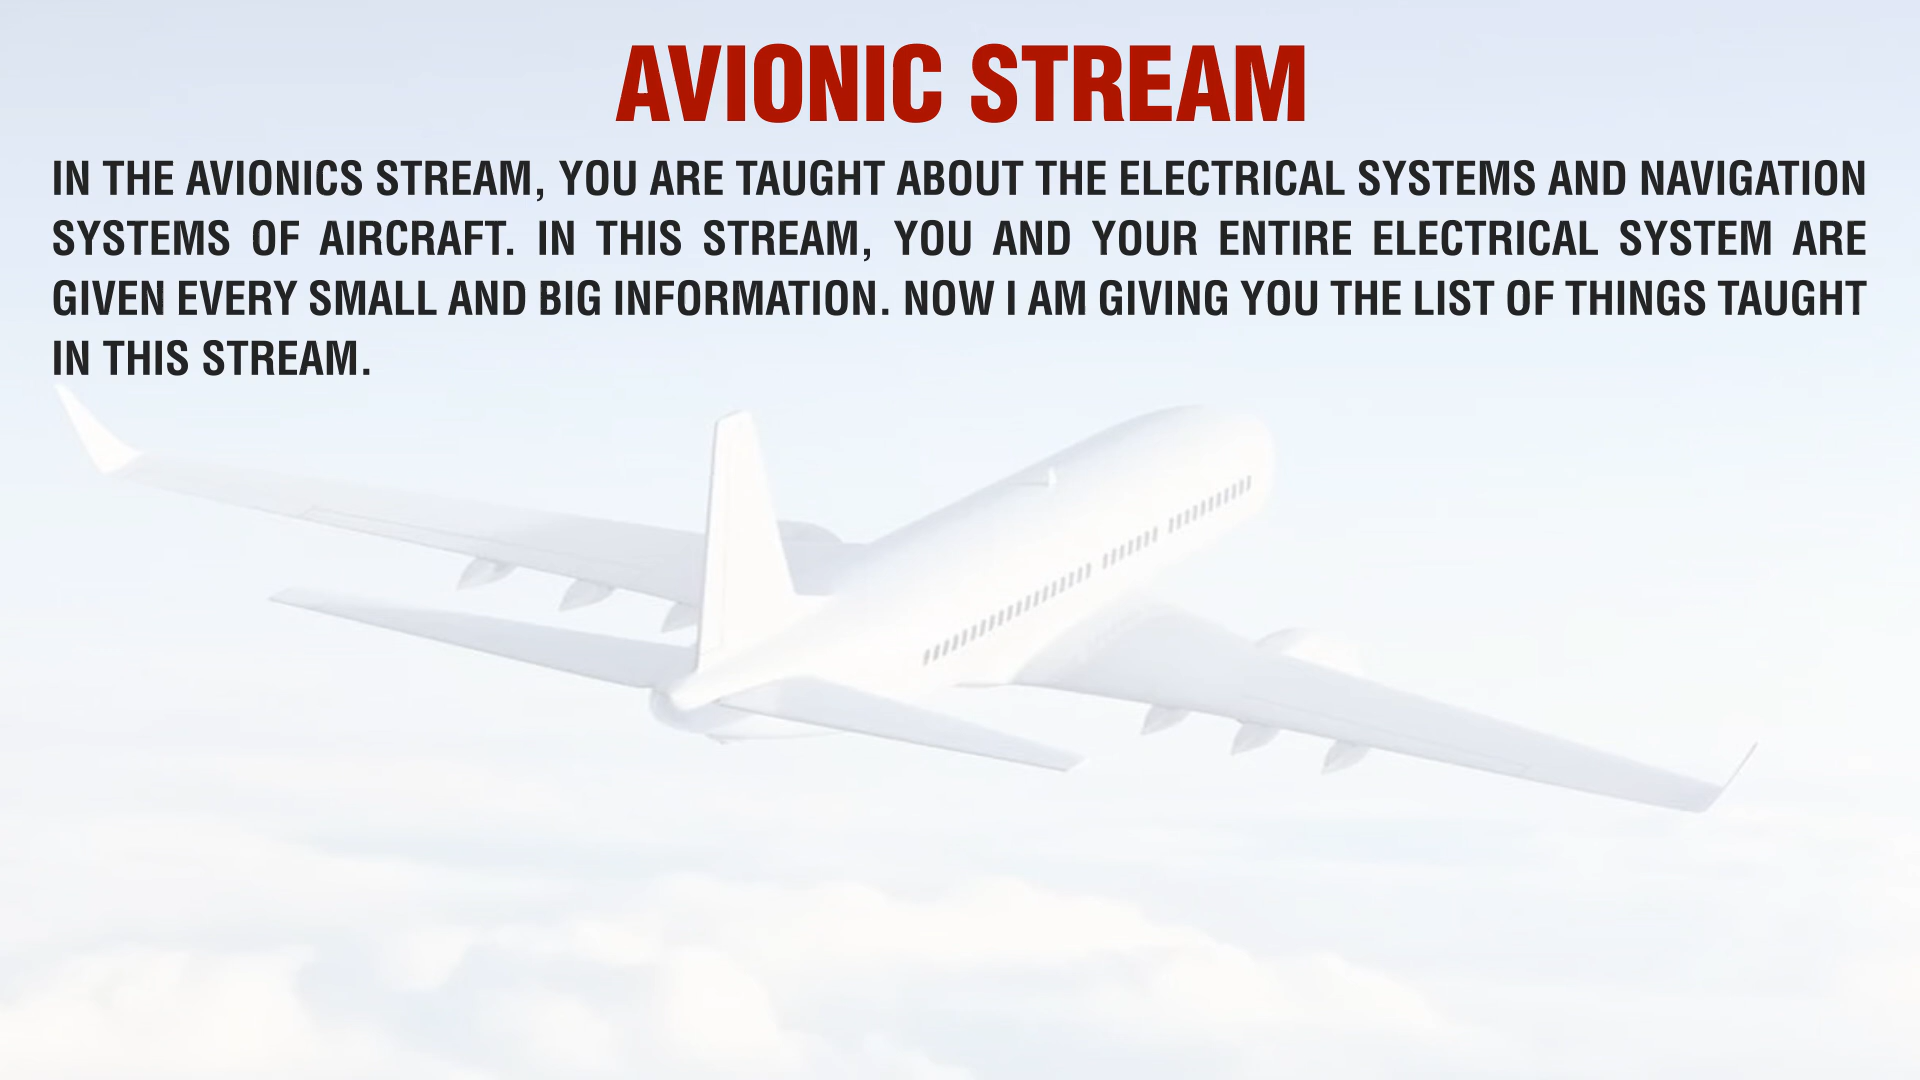 AVIONIC STREAM
IN THE AVIONICS STREAM, YOU ARE TAUGHT ABOUT THE ELECTRICAL SYSTEMS AND NAVIGATION
SYSTEMS OF AIRCRAFT. IN THIS STREAM, YOU AND YOUR ENTIRE ELECTRICAL SYSTEM ARE
GIVEN EVERY SMALL AND BIG INFORMATION. NOW I AM GIVING YOU THE LIST OF THINGS TAUGHT
IN THIS STREAM.